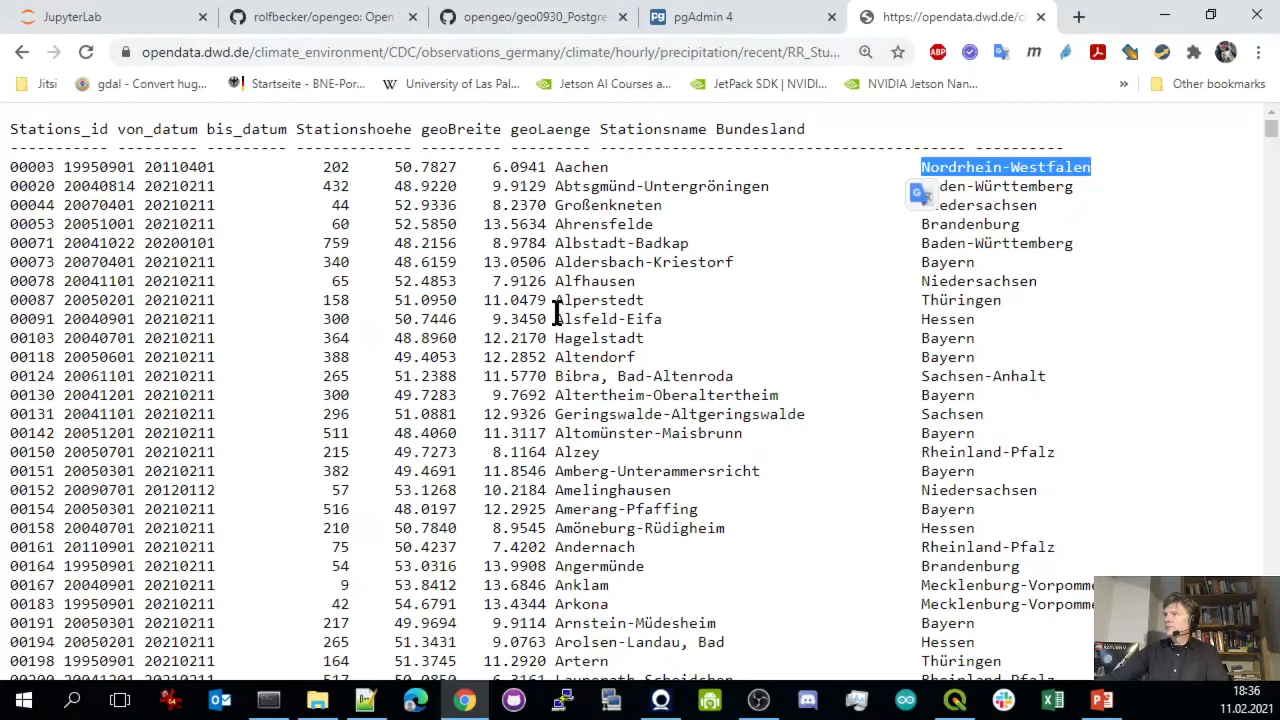 JupyterLab
rolfbecker/opengeo: Open
opengeo/geo0930_Postgre
pgAdmin 4
https://opendata.dwd.de/cl
opendata.dwd.de/climate_environment/CDC/observations_germany/climate/hourly/precipitation/recent/RR_Stu...
Jitsi
gdal - Convert hug...
Startseite - BNE-Por...
University of Las Pal...
Jetson AI Courses a...
JetPack SDK | NVIDI...
NVIDIA Jetson Nan...
Other bookmarks
Stations_id von_datum bis_datum Stationshoehe geoBreite geoLaenge Stationsname Bundesland
----------- --------- --------- ------------- --------- --------- ----------------------------------------- ----------
00003 19950901 20110401 202 50.7827 6.0941 Aachen Nordrhein-Westfalen
00020 20040814 20210211 432 48.9220 9.9129 Abtsgmünd-Untergröningen den-Württemberg
00044 20070401 20210211 44 52.9336 8.2370 Großenkneten edersachsen
00053 20051001 20210211 60 52.5850 13.5634 Ahrensfelde Brandenburg
00071 20041022 20200101 759 48.2156 8.9784 Albstadt-Badkap Baden-Württemberg
00073 20070401 20210211 340 48.6159 13.0506 Aldersbach-Kriestorf Bayern
00078 20041101 20210211 65 52.4853 7.9126 Alfhausen Niedersachsen
00087 20050201 20210211 158 51.0950 11.0479 Alperstedt Thüringen
00091 20040901 20210211 300 50.7446 9.3450 Alsfeld-Eifa Hessen
00103 20040701 20210211 364 48.8960 12.2170 Hagelstadt Bayern
00118 20050601 20210211 388 49.4053 12.2852 Altendorf Bayern
00124 20061101 20210211 265 51.2388 11.5770 Bibra, Bad-Altenroda Sachsen-Anhalt
00130 20041201 20210211 300 49.7283 9.7692 Altertheim-Oberaltertheim Bayern
00131 20041101 20210211 296 51.0881 12.9326 Geringswalde-Altgeringswalde Sachsen
00142 20051201 20210211 511 48.4060 11.3117 Altomünster-Maisbrunn Bayern
00150 20050701 20210211 215 49.7273 8.1164 Alzey Rheinland-Pfalz
00151 20050301 20210211 382 49.4691 11.8546 Amberg-Unterammersricht Bayern
00152 20090701 20120112 57 53.1268 10.2184 Amelinghausen Niedersachsen
00154 20050301 20210211 516 48.0197 12.2925 Amerang-Pfaffing Bayern
00158 20040701 20210211 210 50.7840 8.9545 Amöneburg-Rüdigheim Hessen
00161 20110901 20210211 75 50.4237 7.4202 Andernach Rheinland-Pfalz
00164 19950901 20210211 54 53.0316 13.9908 Angermünde Brandenburg
00167 20040901 20210211 9 53.8412 13.6846 Anklam Mecklenburg-Vorpomme
00183 19950901 20210211 42 54.6791 13.4344 Arkona Mecklenburg-Vorpomme
00191 20050301 20210211 217 49.9694 9.9114 Arnstein-Müdesheim Bayern
00194 20050201 20210211 265 51.3431 9.0763 Arolsen-Landau, Bad Hessen
00198 19950901 20210211 164 51.3745 11.2920 Artern Thüringen
18:36
11.02.2021